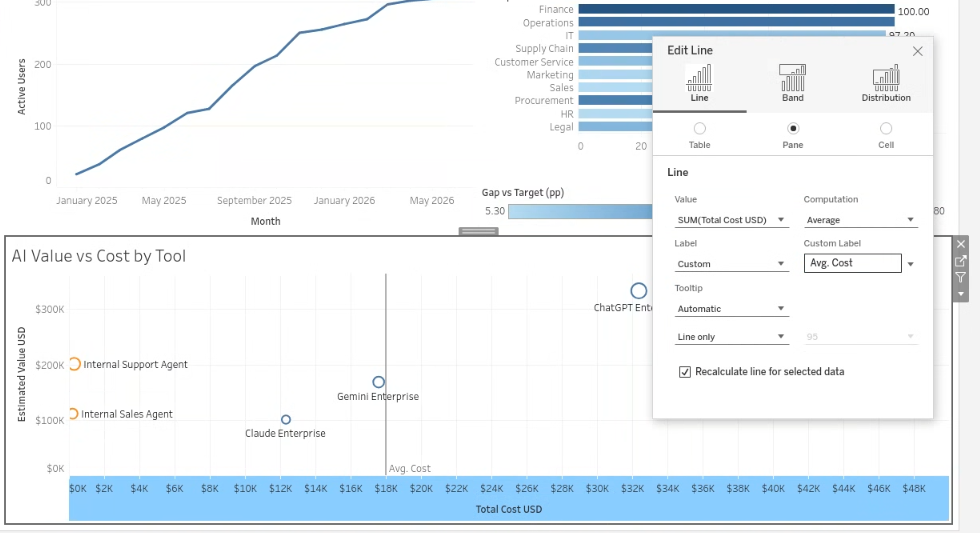 300
200
100
0
Active Users
January 2025 May 2025 September 2025 January 2026 May 2026
Month
Finance 100.00
Operations
IT 97.20
Supply Chain
Customer Service
Marketing
Sales
Procurement
HR
Legal
0 20
Gap vs Target (pp)
5.30
80
Edit Line
Line Band Distribution
Table Pane Cell
Line
Value Computation
SUM(Total Cost USD) Average
Label Custom Label
Custom Avg. Cost
Tooltip
Automatic
Line only 95
Recalculate line for selected data
AI Value vs Cost by Tool
Estimated Value USD
$300K
$200K
$100K
$0K
ChatGPT Ente
Internal Support Agent
Gemini Enterprise
Internal Sales Agent
Claude Enterprise
Avg. Cost
$0K $2K $4K $6K $8K $10K $12K $14K $16K $18K $20K $22K $24K $26K $28K $30K $32K $34K $36K $38K $40K $42K $44K $46K $48K
Total Cost USD